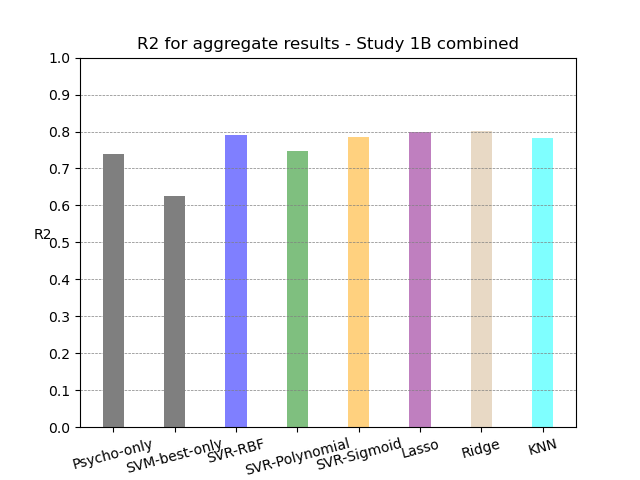 R2 for aggregate results - Study 1B combined
1.0
0.9
0.8
0.7
0.6
R2
0.5
0.4
0.3
0.2
0.1
0.0
Psycho-only
SVM-best-only
SVR-RBF
SVR-Polynomial
SVR-Sigmoid
Lasso
Ridge
KNN